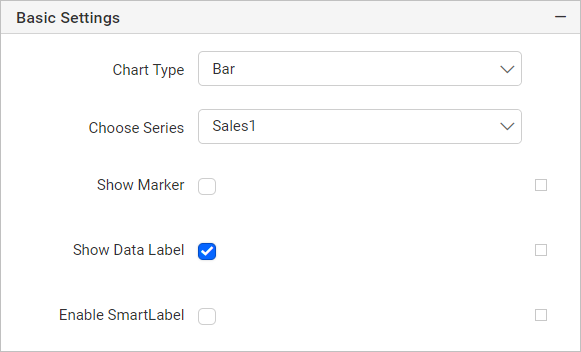 Basic Settings
Chart Type Bar
Choose Series Sales1
Show Marker
Show Data Label
Enable SmartLabel